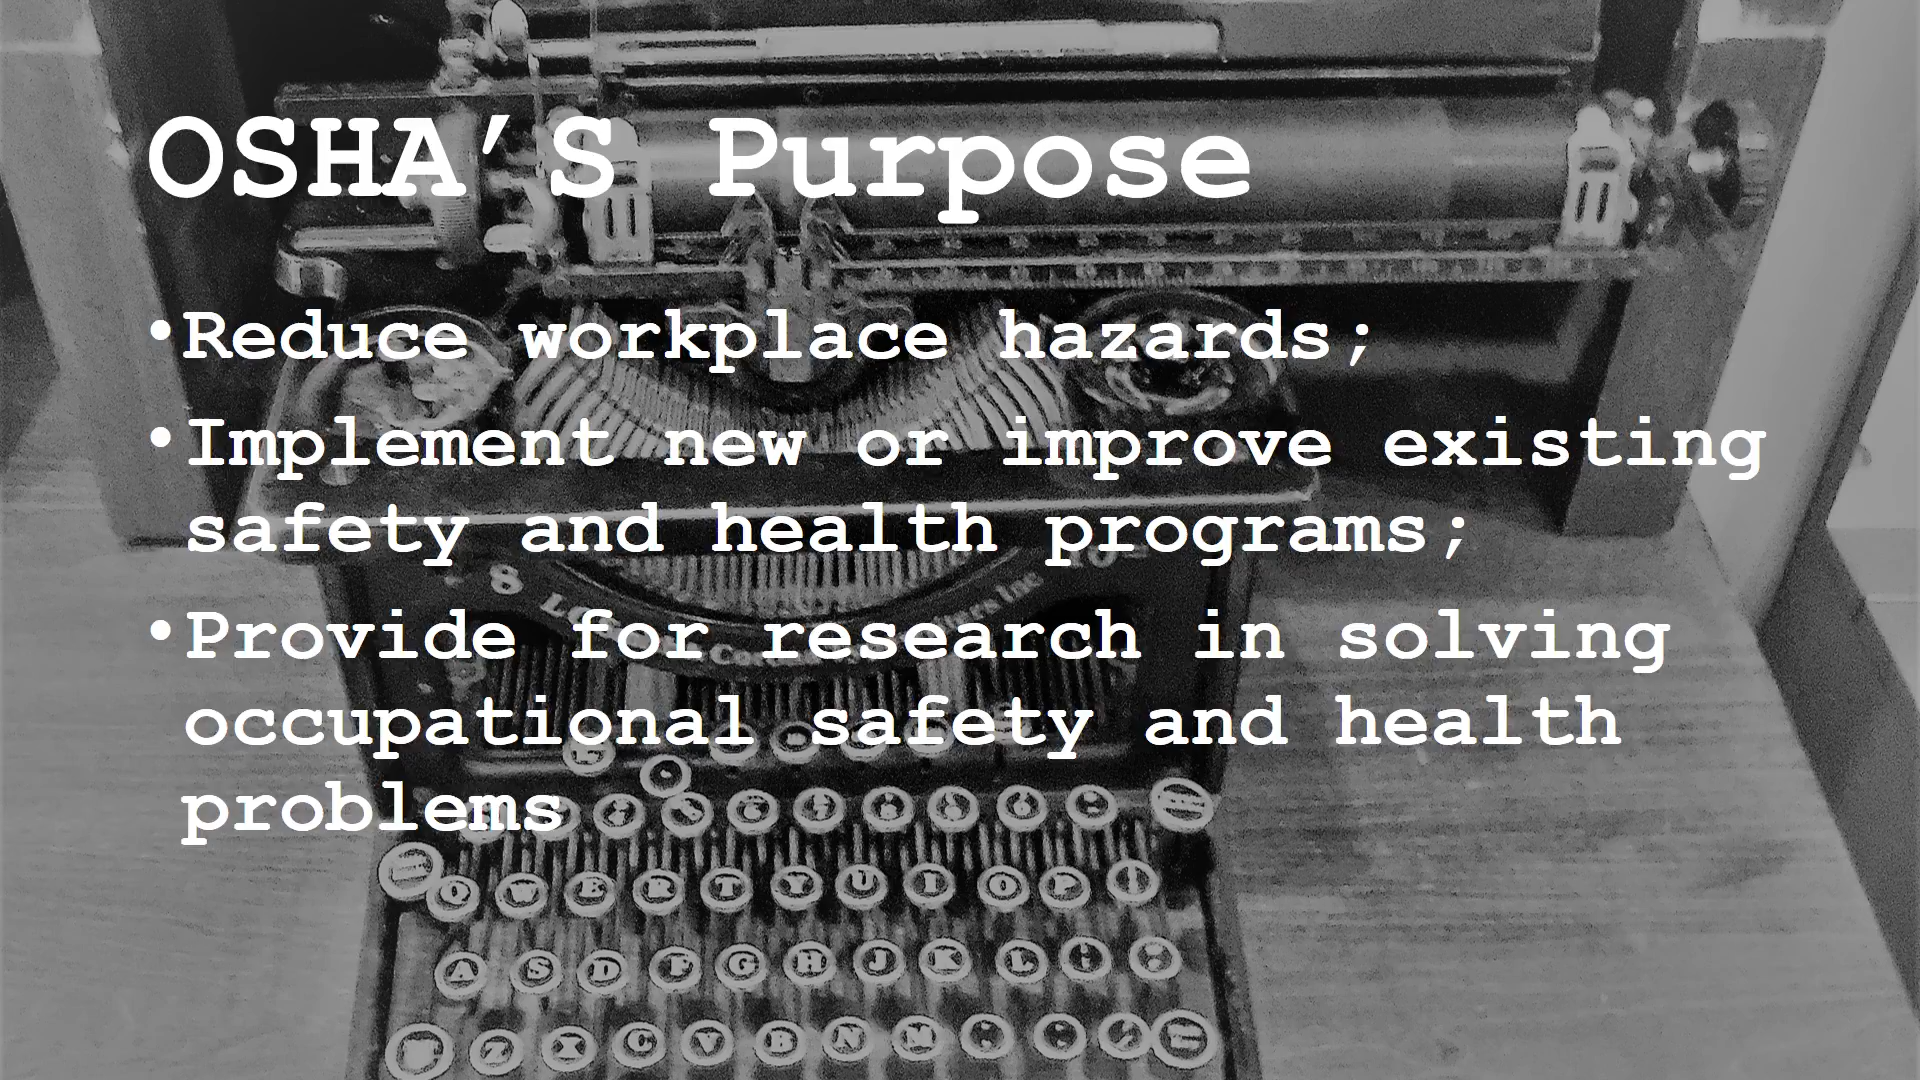 OSHA’S Purpose
•Reduce workplace hazards;
•Implement new or improve existing
safety and health programs;
•Provide for research in solving
occupational safety and health
problems
Q W E R T Y U I O P
A S D F G H J K L
Z X C V B N M